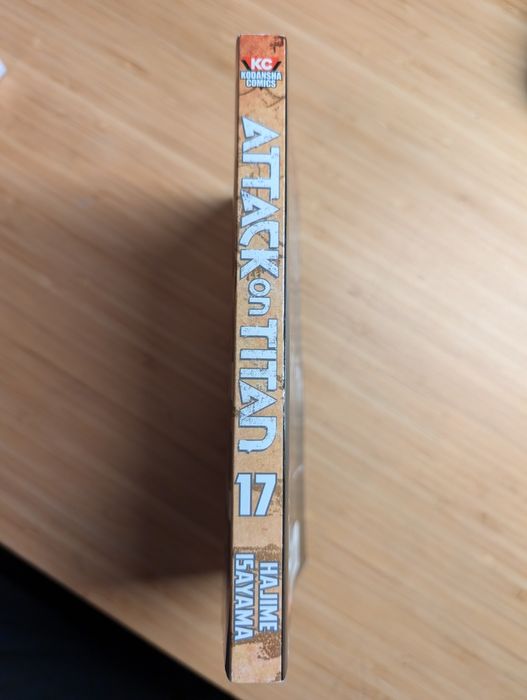 KC
KODANSHA
COMICS
ATTACK on TITAN
17
HAJIME
ISAYAMA